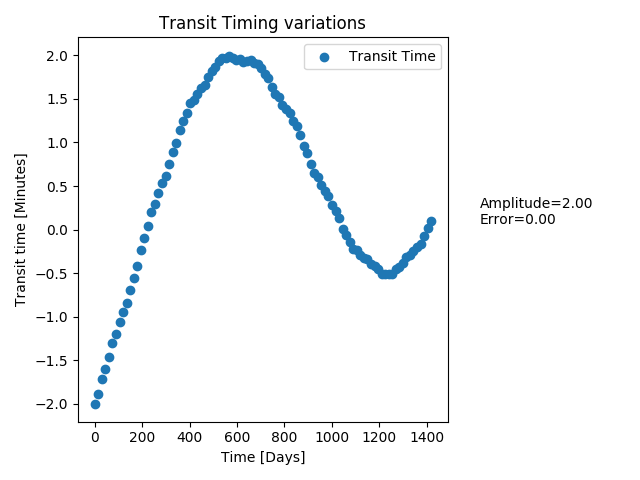 Transit Timing variations
Transit Time
2.0
1.5
1.0
0.5
0.0
−0.5
−1.0
−1.5
−2.0
Transit time [Minutes]
Amplitude=2.00
Error=0.00
0 200 400 600 800 1000 1200 1400
Time [Days]